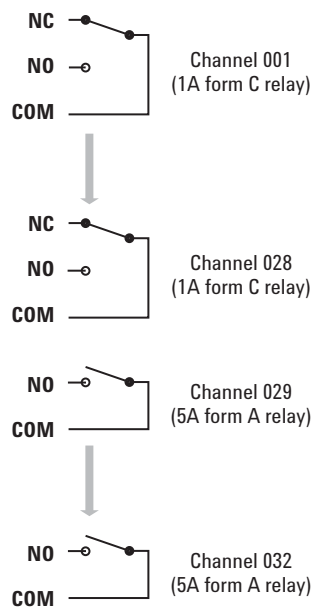 NC
NO
COM
Channel 001
(1A form C relay)
NC
NO
COM
Channel 028
(1A form C relay)
NO
COM
Channel 029
(5A form A relay)
NO
COM
Channel 032
(5A form A relay)